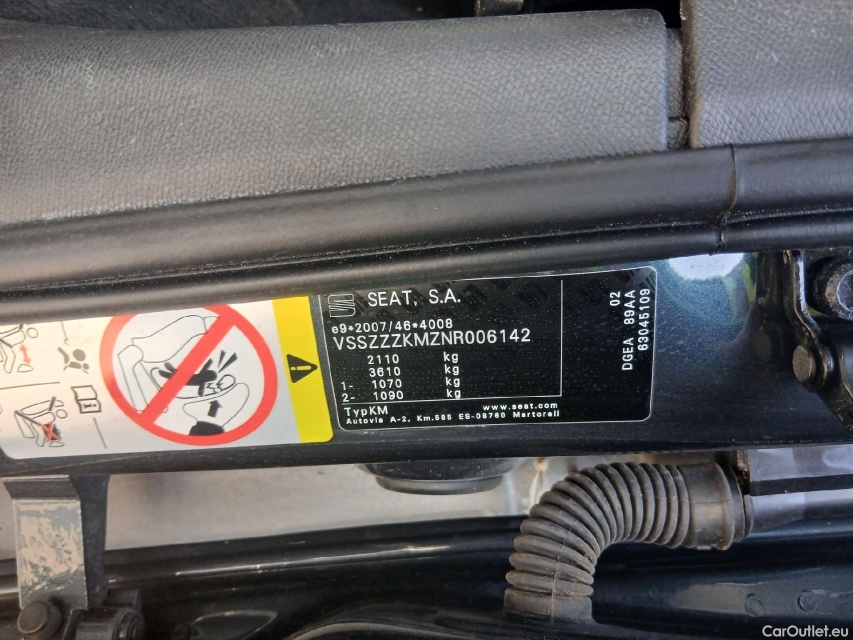 SEAT, S.A.
e9*2007/46*4008
VSSZZZKMZNR006142
2110 kg
3610 kg
1- 1070 kg
2- 1090 kg
TypKM www.seat.com
Autovia A-2, Km.585 ES-08760 Martorell
DGEA 89AA 02
63045109
CarOutlet.eu